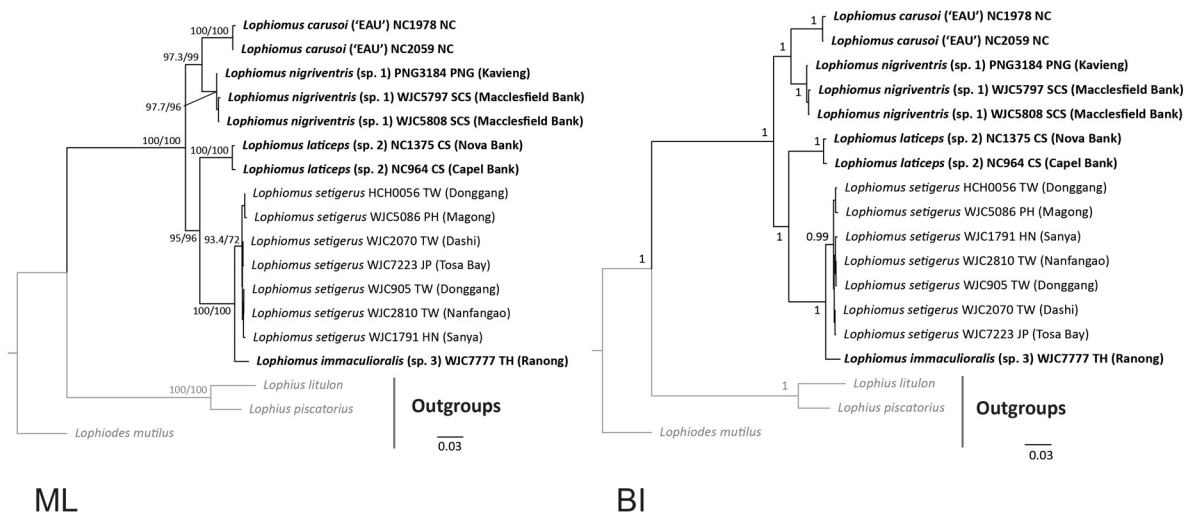 Lophiomus carusoi ('EAU') NC1978 NC
100/100
Lophiomus carusoi ('EAU') NC2059 NC
97.3/99
Lophiomus nigriventris (sp. 1) PNG3184 PNG (Kavieng)
Lophiomus nigriventris (sp. 1) WJC5797 SCS (Macclesfield Bank)
97.7/96
Lophiomus nigriventris (sp. 1) WJC5808 SCS (Macclesfield Bank)
100/100
Lophiomus laticeps (sp. 2) NC1375 CS (Nova Bank)
100/100
Lophiomus laticeps (sp. 2) NC964 CS (Capel Bank)
Lophiomus setigerus HCH0056 TW (Donggang)
Lophiomus setigerus WJC5086 PH (Magong)
95/96
93.4/72
Lophiomus setigerus WJC2070 TW (Dashi)
Lophiomus setigerus WJC7223 JP (Tosa Bay)
Lophiomus setigerus WJC905 TW (Donggang)
100/100
Lophiomus setigerus WJC2810 TW (Nanfangao)
Lophiomus setigerus WJC1791 HN (Sanya)
Lophiomus immaculioralis (sp. 3) WJC7777 TH (Ranong)
100/100
Lophius litulon
Lophius piscatorius
Outgroups
Lophiodes mutilus
0.03
ML
1
Lophiomus carusoi ('EAU') NC1978 NC
Lophiomus carusoi ('EAU') NC2059 NC
1
Lophiomus nigriventris (sp. 1) PNG3184 PNG (Kavieng)
1
Lophiomus nigriventris (sp. 1) WJC5797 SCS (Macclesfield Bank)
Lophiomus nigriventris (sp. 1) WJC5808 SCS (Macclesfield Bank)
1
1
Lophiomus laticeps (sp. 2) NC1375 CS (Nova Bank)
Lophiomus laticeps (sp. 2) NC964 CS (Capel Bank)
Lophiomus setigerus HCH0056 TW (Donggang)
Lophiomus setigerus WJC5086 PH (Magong)
1
0.99
Lophiomus setigerus WJC1791 HN (Sanya)
1
Lophiomus setigerus WJC2810 TW (Nanfangao)
Lophiomus setigerus WJC905 TW (Donggang)
1
Lophiomus setigerus WJC2070 TW (Dashi)
Lophiomus setigerus WJC7223 JP (Tosa Bay)
Lophiomus immaculioralis (sp. 3) WJC7777 TH (Ranong)
1
Lophius litulon
Lophius piscatorius
Outgroups
Lophiodes mutilus
0.03
BI